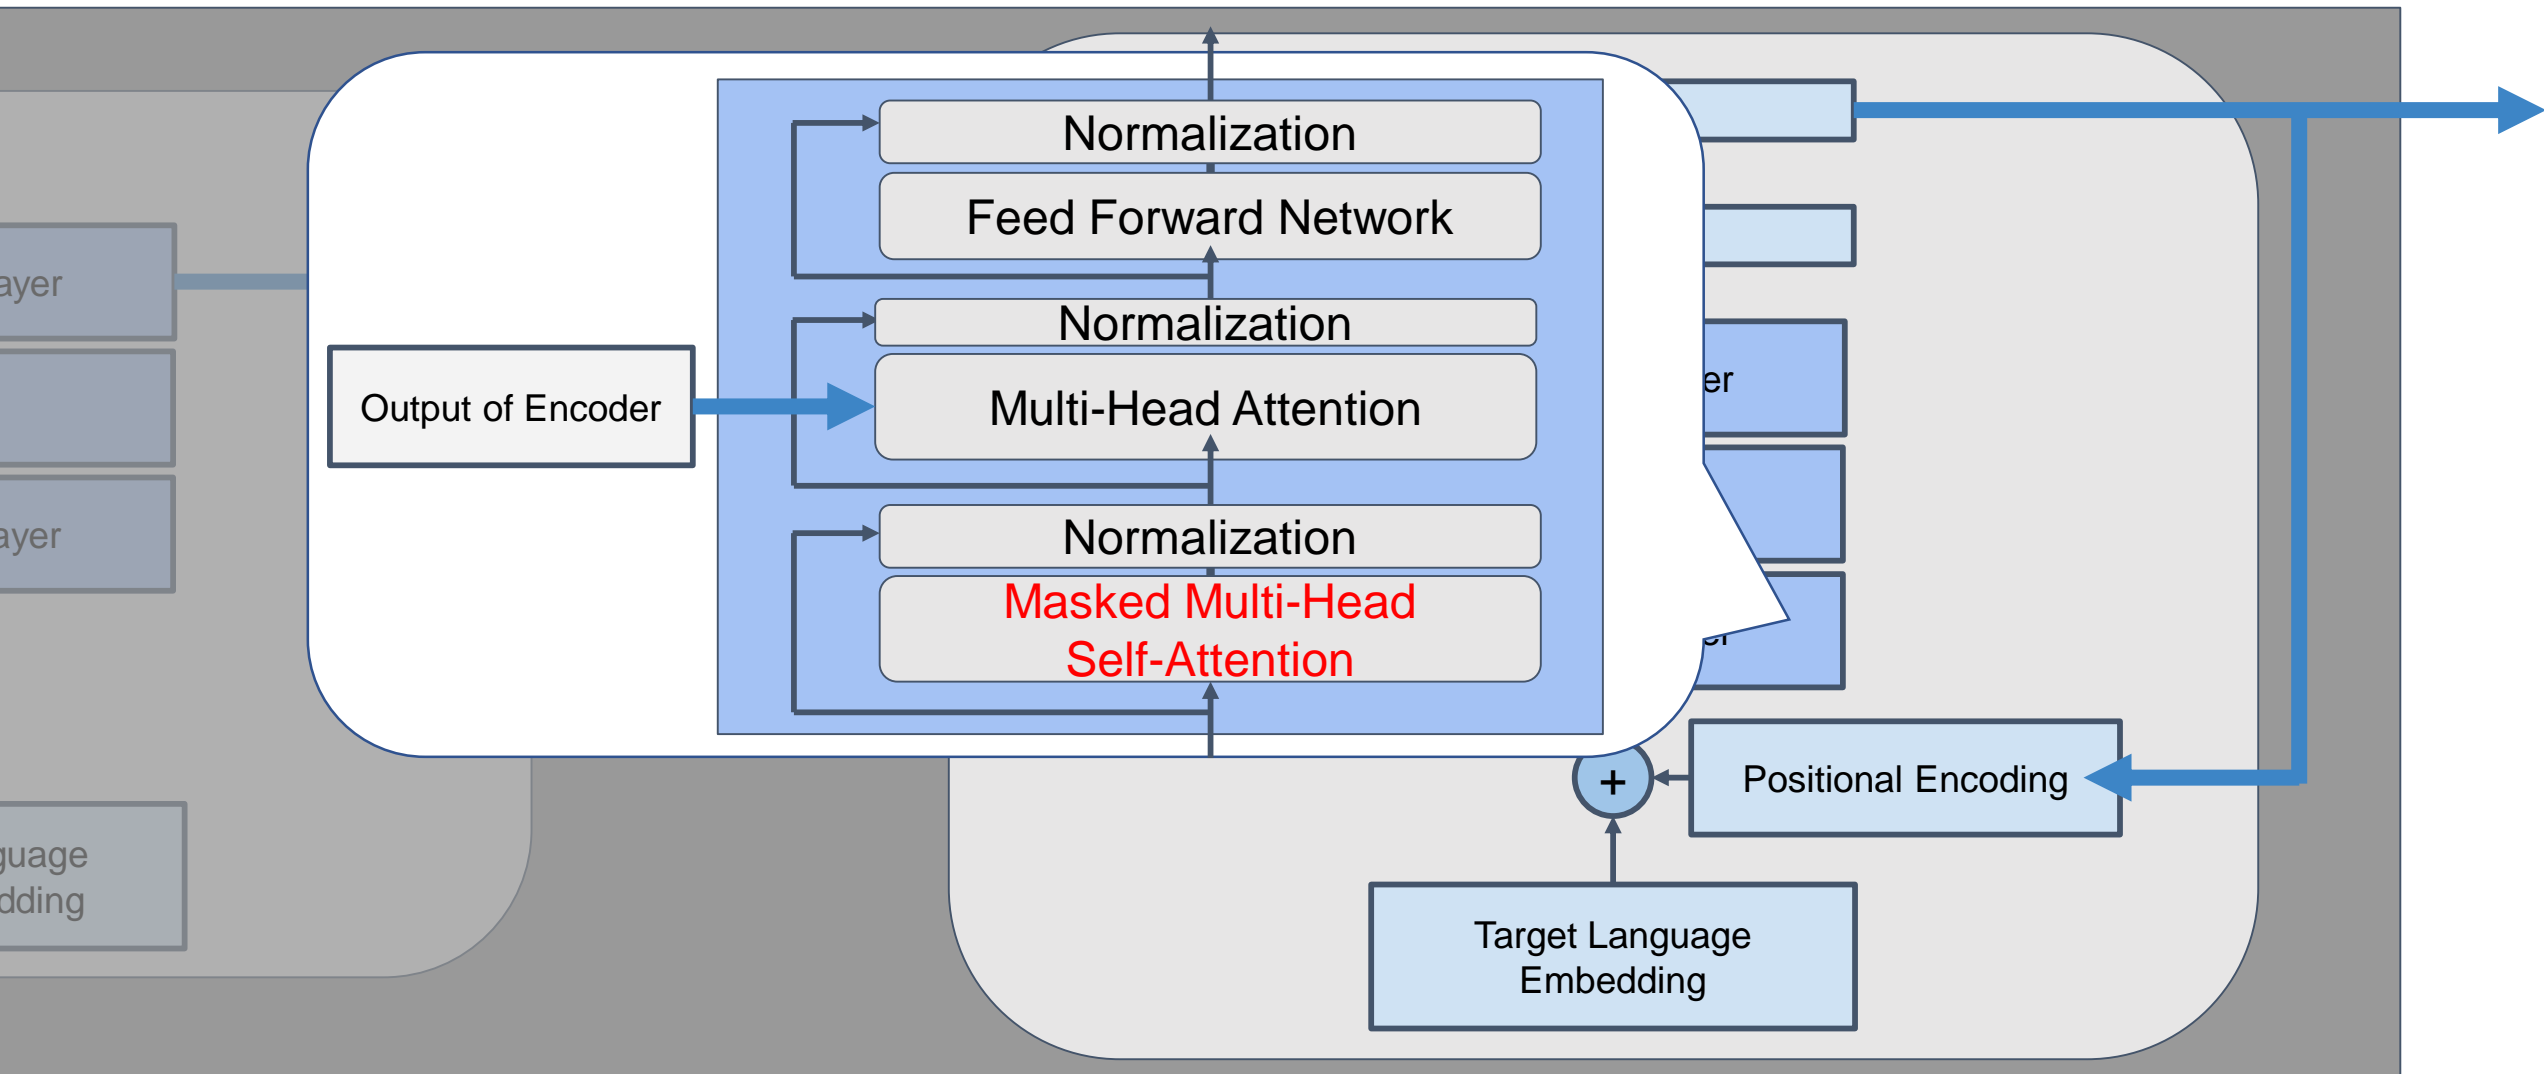 Normalization
Feed Forward Network
Normalization
Multi-Head Attention
Output of Encoder
Normalization
Masked Multi-Head
Self-Attention
+
Positional Encoding
Target Language
Embedding
ayer
ayer
guage
dding
er